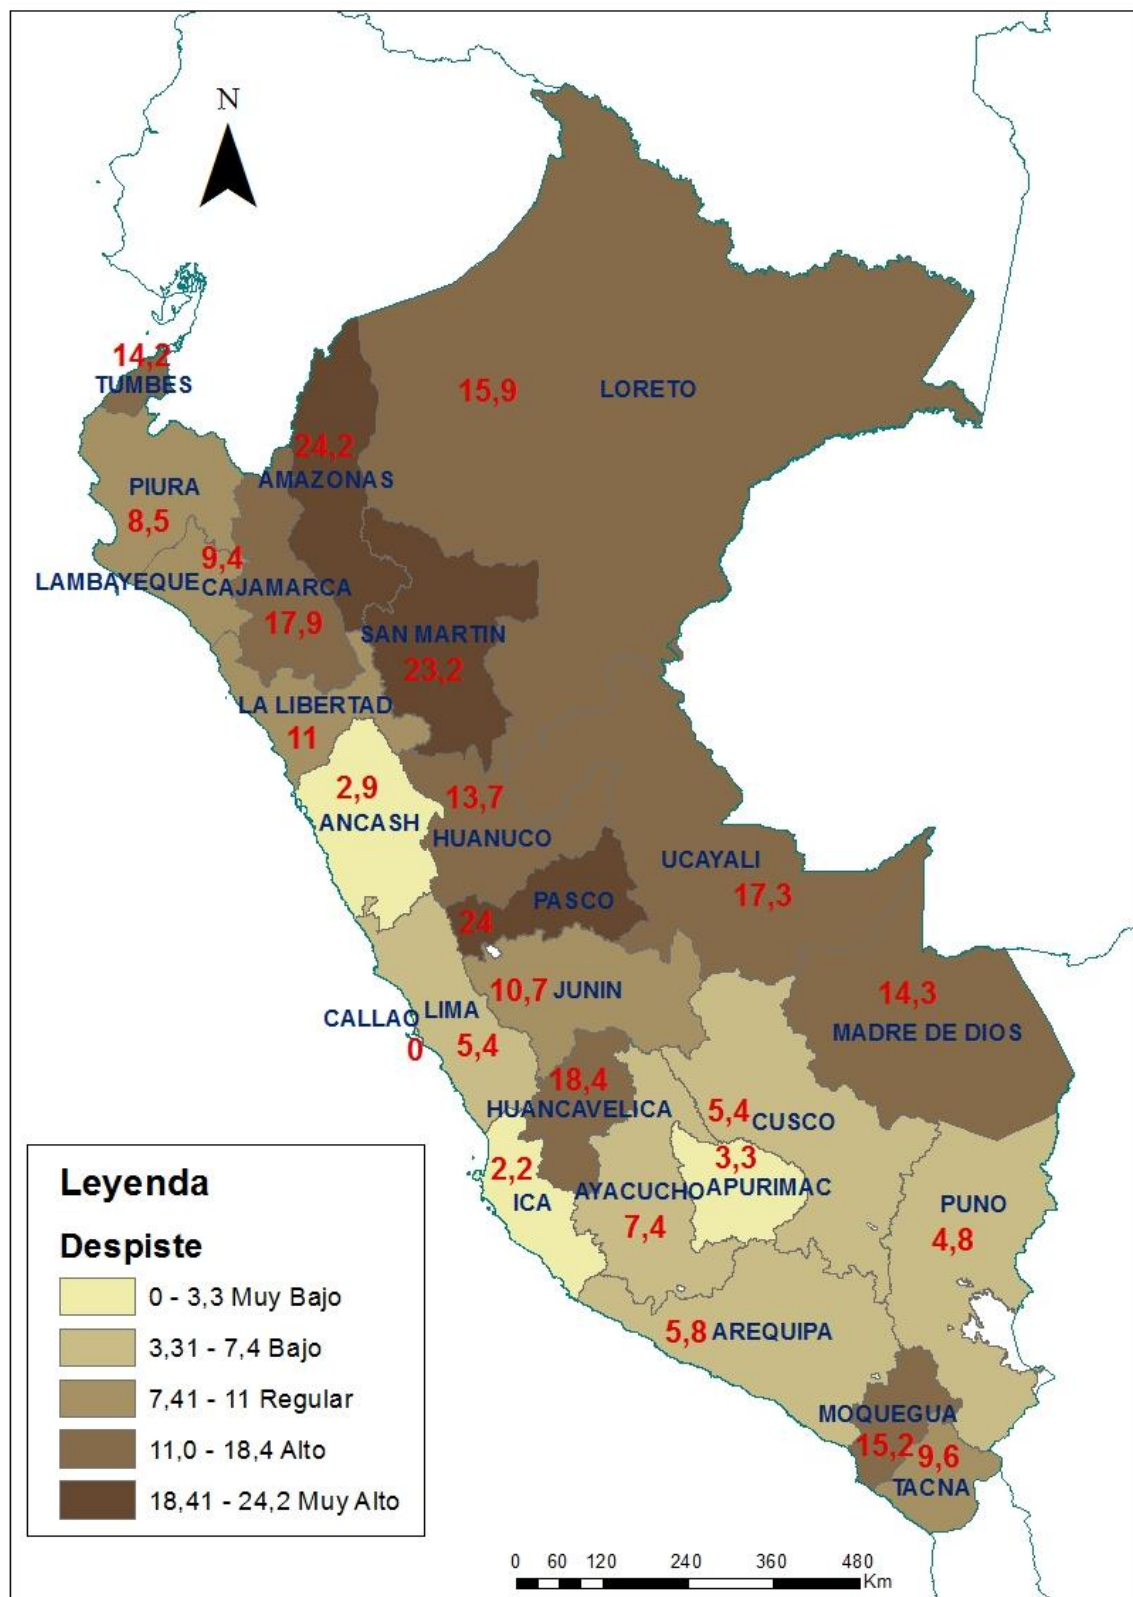 N
14,2
TUMBES
15,9
LORETO
24,2
AMAZONAS
PIURA
8,5
9,4
LAMBAYEQUE
CAJAMARCA
17,9
SAN MARTIN
23,2
LA LIBERTAD
11
2,9
ANCASH
13,7
HUANUCO
UCAYALI
17,3
PASCO
24
10,7 JUNIN
14,3
MADRE DE DIOS
CALLAO
0
LIMA
5,4
18,4
HUANCAVELICA
5,4
CUSCO
2,2
ICA
AYACUCHO
7,4
3,3
APURIMAC
PUNO
4,8
5,8 AREQUIPA
MOQUEGUA
15,2
9,6
TACNA
Leyenda
Despiste
0 - 3,3 Muy Bajo
3,31 - 7,4 Bajo
7,41 - 11 Regular
11,0 - 18,4 Alto
18,41 - 24,2 Muy Alto
0 60 120 240 360 480
Km